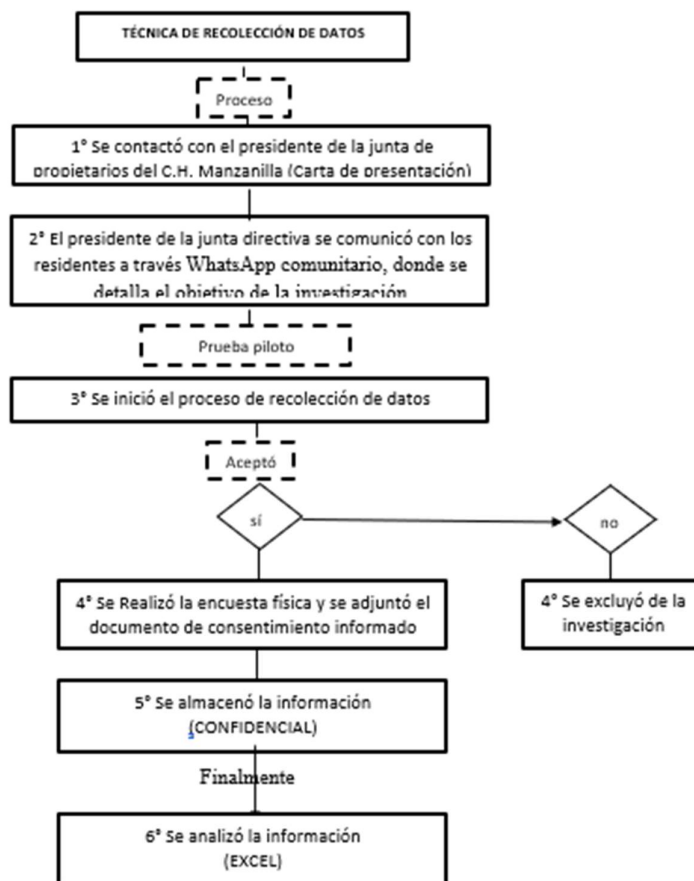 TÉCNICA DE RECOLECCIÓN DE DATOS
Proceso
1° Se contactó con el presidente de la junta de
propietarios del C.H. Manzanilla (Carta de presentación)
2° El presidente de la junta directiva se comunicó con los
residentes a través WhatsApp comunitario, donde se
detalla el objetivo de la investigación
Prueba piloto
3° Se inició el proceso de recolección de datos
Aceptó
sí
no
4° Se Realizó la encuesta física y se adjuntó el
documento de consentimiento informado
4° Se excluyó de la
investigación
5° Se almacenó la información
(CONFIDENCIAL)
Finalmente
6° Se analizó la información
(EXCEL)